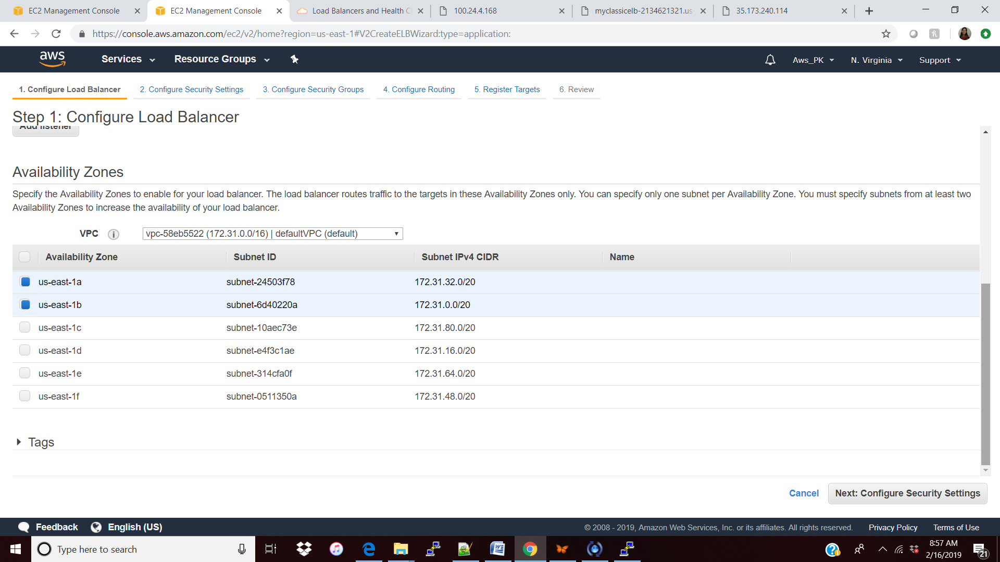 EC2 Management Console
EC2 Management Console
Load Balancers and Health C
100.24.4.168
myclassicelb-2134621321.us-
35.173.240.114
https://console.aws.amazon.com/ec2/v2/home?region=us-east-1#V2CreateELBWizard:type=application:
aws
Services
Resource Groups
Aws_PK
N. Virginia
Support
1. Configure Load Balancer
2. Configure Security Settings
3. Configure Security Groups
4. Configure Routing
5. Register Targets
6. Review
Step 1: Configure Load Balancer
Add listener
Availability Zones
Specify the Availability Zones to enable for your load balancer. The load balancer routes traffic to the targets in these Availability Zones only. You can specify only one subnet per Availability Zone. You must specify subnets from at least two
Availability Zones to increase the availability of your load balancer.
VPC
vpc-58eb5522 (172.31.0.0/16) | defaultVPC (default)
Availability Zone Subnet ID Subnet IPv4 CIDR Name
us-east-1a subnet-24503f78 172.31.32.0/20
us-east-1b subnet-6d40220a 172.31.0.0/20
us-east-1c subnet-10aec73e 172.31.80.0/20
us-east-1d subnet-e4f3c1ae 172.31.16.0/20
us-east-1e subnet-314cfa0f 172.31.64.0/20
us-east-1f subnet-0511350a 172.31.48.0/20
Tags
Cancel
Next: Configure Security Settings
Feedback
English (US)
© 2008 - 2019, Amazon Web Services, Inc. or its affiliates. All rights reserved.
Privacy Policy
Terms of Use
Type here to search
8:57 AM
2/16/2019
21